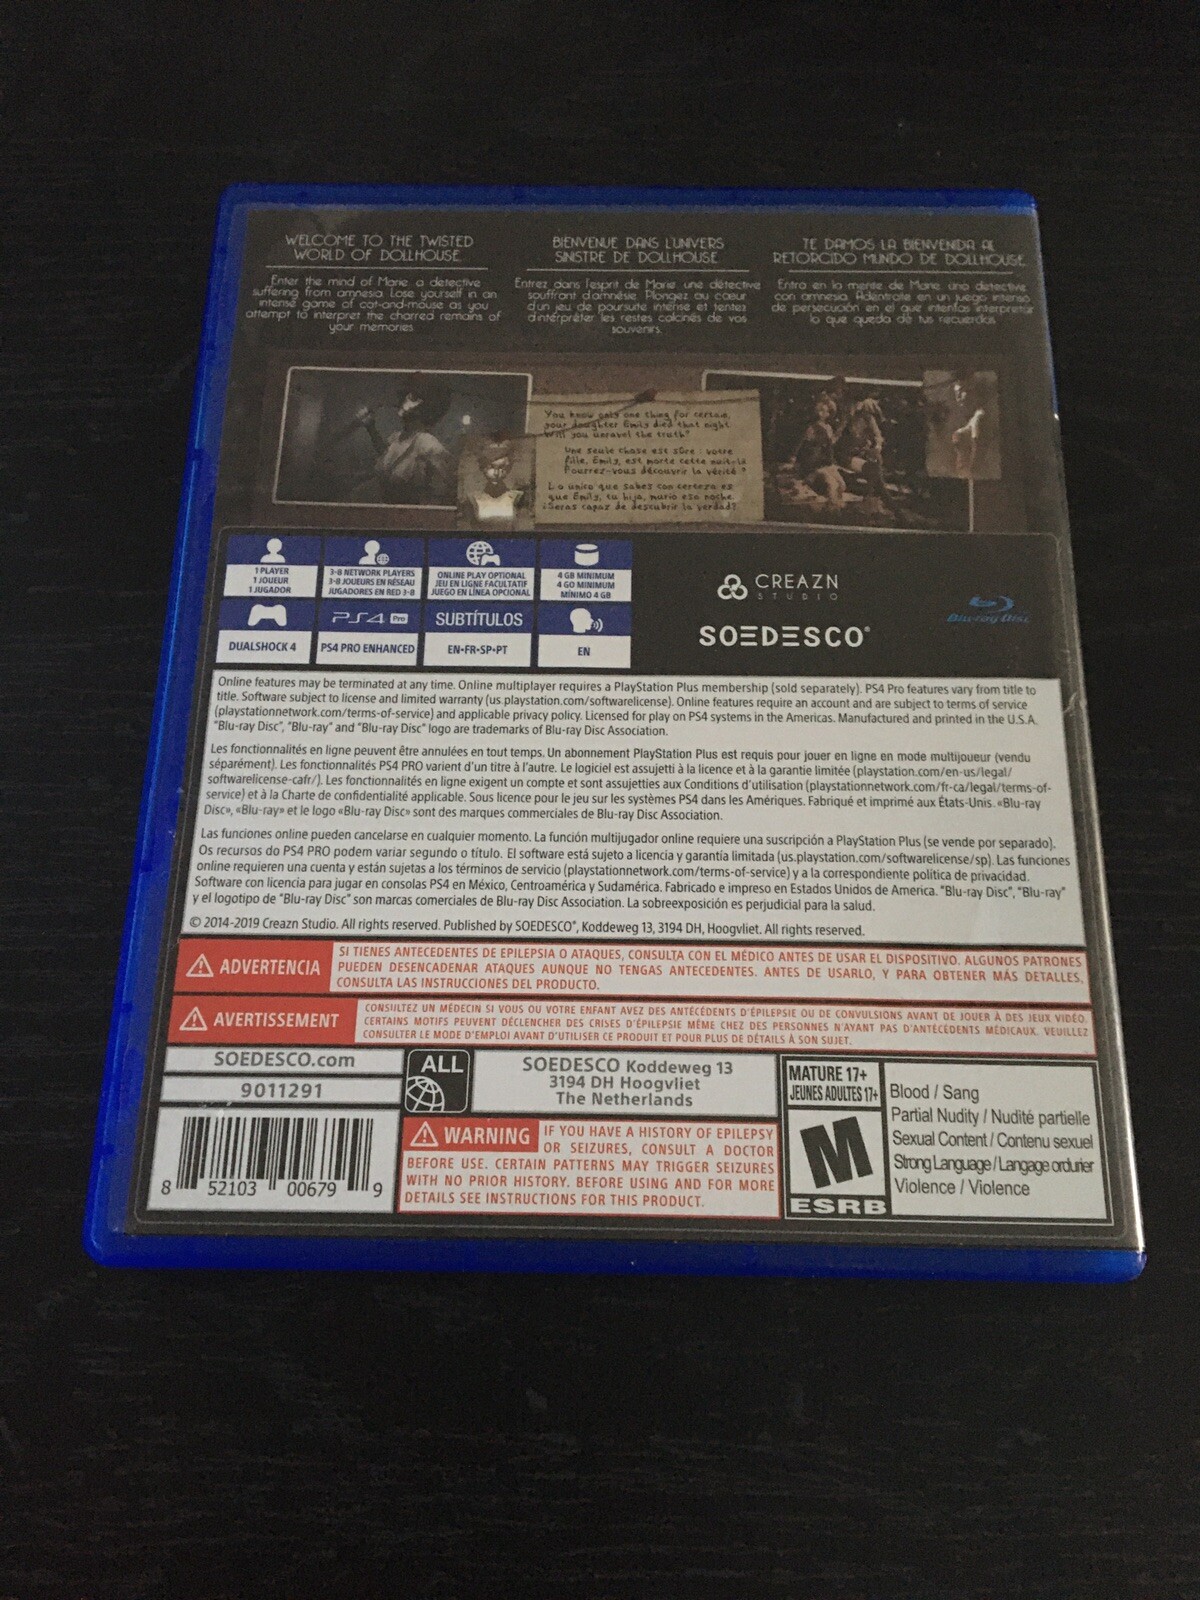 WELCOME TO THE TWISTED
WORLD OF DOLLHOUSE
Enter the mind of Marie, a detective
suffering from amnesia. Lose yourself in an
intense game of cat-and-mouse as you
attempt to interpret the charred remains of
your memories.
BIENVENUE DANS L'UNIVERS
SINISTRE DE DOLLHOUSE
Entrez dans l'esprit de Marie, une détective
souffrant d'amnésie. Plongez au cœur
d'un jeu de poursuite intense et tentez
d'interpréter les restes calcinés de vos
souvenirs.
TE DAMOS LA BIENVENIDA AL
RETORCIDO MUNDO DE DOLLHOUSE
Entra en la mente de Marie, una detective
con amnesia. Adéntrate en un juego intenso
de persecución en el que intentas interpretar
lo que queda de tus recuerdos.
You know only one thing for certain,
your daughter Emily died that night.
Will you unravel the truth?
Une seule chose est sûre : votre
fille, Emily, est morte cette nuit-là
Pourrez-vous découvrir la vérité ?
Lo único que sabes con certeza es
que Emily, tu hija, murió esa noche.
¿Serás capaz de descubrir la verdad?
1 PLAYER
1 JOUEUR
1 JUGADOR
3-8 NETWORK PLAYERS
3-8 JOUEURS EN RÉSEAU
JUGADORES EN RED 3-8
ONLINE PLAY OPTIONAL
JEU EN LIGNE FACULTATIF
JUEGO EN LÍNEA OPCIONAL
4 GB MINIMUM
4 GO MINIMUM
MÍNIMO 4 GB
DUALSHOCK 4
PS4 Pro
PS4 PRO ENHANCED
SUBTÍTULOS
EN•FR•SP•PT
EN
CREAZN
STUDIO
SOEDESCO®
Blu-ray Disc
Online features may be terminated at any time. Online multiplayer requires a PlayStation Plus membership (sold separately). PS4 Pro features vary from title to
title. Software subject to license and limited warranty (us.playstation.com/softwarelicense). Online features require an account and are subject to terms of service
(playstationnetwork.com/terms-of-service) and applicable privacy policy. Licensed for play on PS4 systems in the Americas. Manufactured and printed in the U.S.A.
"Blu-ray Disc", "Blu-ray" and "Blu-ray Disc" logo are trademarks of Blu-ray Disc Association.
Les fonctionnalités en ligne peuvent être annulées en tout temps. Un abonnement PlayStation Plus est requis pour jouer en ligne en mode multijoueur (vendu
séparément). Les fonctionnalités PS4 PRO varient d'un titre à l'autre. Le logiciel est assujetti à la licence et à la garantie limitée (playstation.com/en-us/legal/
softwarelicense-cafr/). Les fonctionnalités en ligne exigent un compte et sont assujetties aux Conditions d'utilisation (playstationnetwork.com/fr-ca/legal/terms-of-
service) et à la Charte de confidentialité applicable. Sous licence pour le jeu sur les systèmes PS4 dans les Amériques. Fabriqué et imprimé aux États-Unis. «Blu-ray
Disc», «Blu-ray» et le logo «Blu-ray Disc» sont des marques commerciales de Blu-ray Disc Association.
Las funciones online pueden cancelarse en cualquier momento. La función multijugador online requiere una suscripción a PlayStation Plus (se vende por separado).
Os recursos do PS4 PRO podem variar segundo o título. El software está sujeto a licencia y garantía limitada (us.playstation.com/softwarelicense/sp). Las funciones
online requieren una cuenta y están sujetas a los términos de servicio (playstationnetwork.com/terms-of-service) y a la correspondiente política de privacidad.
Software con licencia para jugar en consolas PS4 en México, Centroamérica y Sudamérica. Fabricado e impreso en Estados Unidos de America. "Blu-ray Disc", "Blu-ray"
y el logotipo de "Blu-ray Disc" son marcas comerciales de Blu-ray Disc Association. La sobreexposición es perjudicial para la salud.
© 2014-2019 Creazn Studio. All rights reserved. Published by SOEDESCO®, Koddeweg 13, 3194 DH, Hoogvliet. All rights reserved.
ADVERTENCIA
SI TIENES ANTECEDENTES DE EPILEPSIA O ATAQUES, CONSULTA CON EL MÉDICO ANTES DE USAR EL DISPOSITIVO. ALGUNOS PATRONES
PUEDEN DESENCADENAR ATAQUES AUNQUE NO TENGAS ANTECEDENTES. ANTES DE USARLO, Y PARA OBTENER MÁS DETALLES,
CONSULTA LAS INSTRUCCIONES DEL PRODUCTO.
AVERTISSEMENT
CONSULTEZ UN MÉDECIN SI VOUS OU VOTRE ENFANT AVEZ DES ANTÉCÉDENTS D'ÉPILEPSIE OU DE CONVULSIONS AVANT DE JOUER À DES JEUX VIDÉO.
CERTAINS MOTIFS PEUVENT DÉCLENCHER DES CRISES D'ÉPILEPSIE MÊME CHEZ DES PERSONNES N'AYANT PAS D'ANTÉCÉDENTS MÉDICAUX. VEUILLEZ
CONSULTER LE MODE D'EMPLOI AVANT D'UTILISER CE PRODUIT ET POUR PLUS DE DÉTAILS À SON SUJET.
SOEDESCO.com
9011291
ALL
SOEDESCO Koddeweg 13
3194 DH Hoogvliet
The Netherlands
8 52103 00679 9
WARNING
IF YOU HAVE A HISTORY OF EPILEPSY
OR SEIZURES, CONSULT A DOCTOR
BEFORE USE. CERTAIN PATTERNS MAY TRIGGER SEIZURES
WITH NO PRIOR HISTORY. BEFORE USING AND FOR MORE
DETAILS SEE INSTRUCTIONS FOR THIS PRODUCT.
MATURE 17+
JEUNES ADULTES 17+
M
ESRB
Blood / Sang
Partial Nudity / Nudité partielle
Sexual Content / Contenu sexuel
Strong Language / Langage ordurier
Violence / Violence